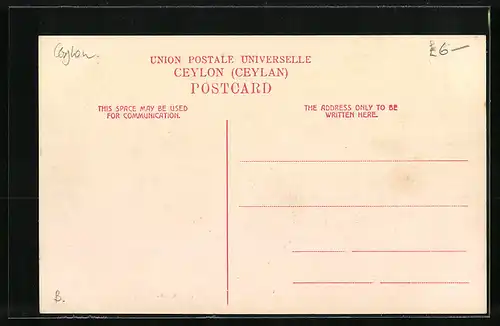 Ceylon.
£6—
UNION POSTALE UNIVERSELLE
CEYLON (CEYLAN)
POSTCARD
THIS SPACE MAY BE USED
FOR COMMUNICATION.
THE ADDRESS ONLY TO BE
WRITTEN HERE.
B.